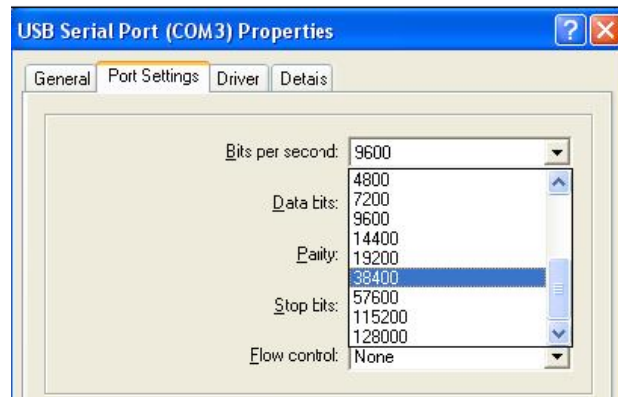 USB Serial Port (COM3) Properties
General Port Settings Driver Detais
Bits per second: 9600
4800
7200
Data bits:
9600
14400
Parity:
19200
38400
Stop bits:
57600
115200
128000
Flow control: None